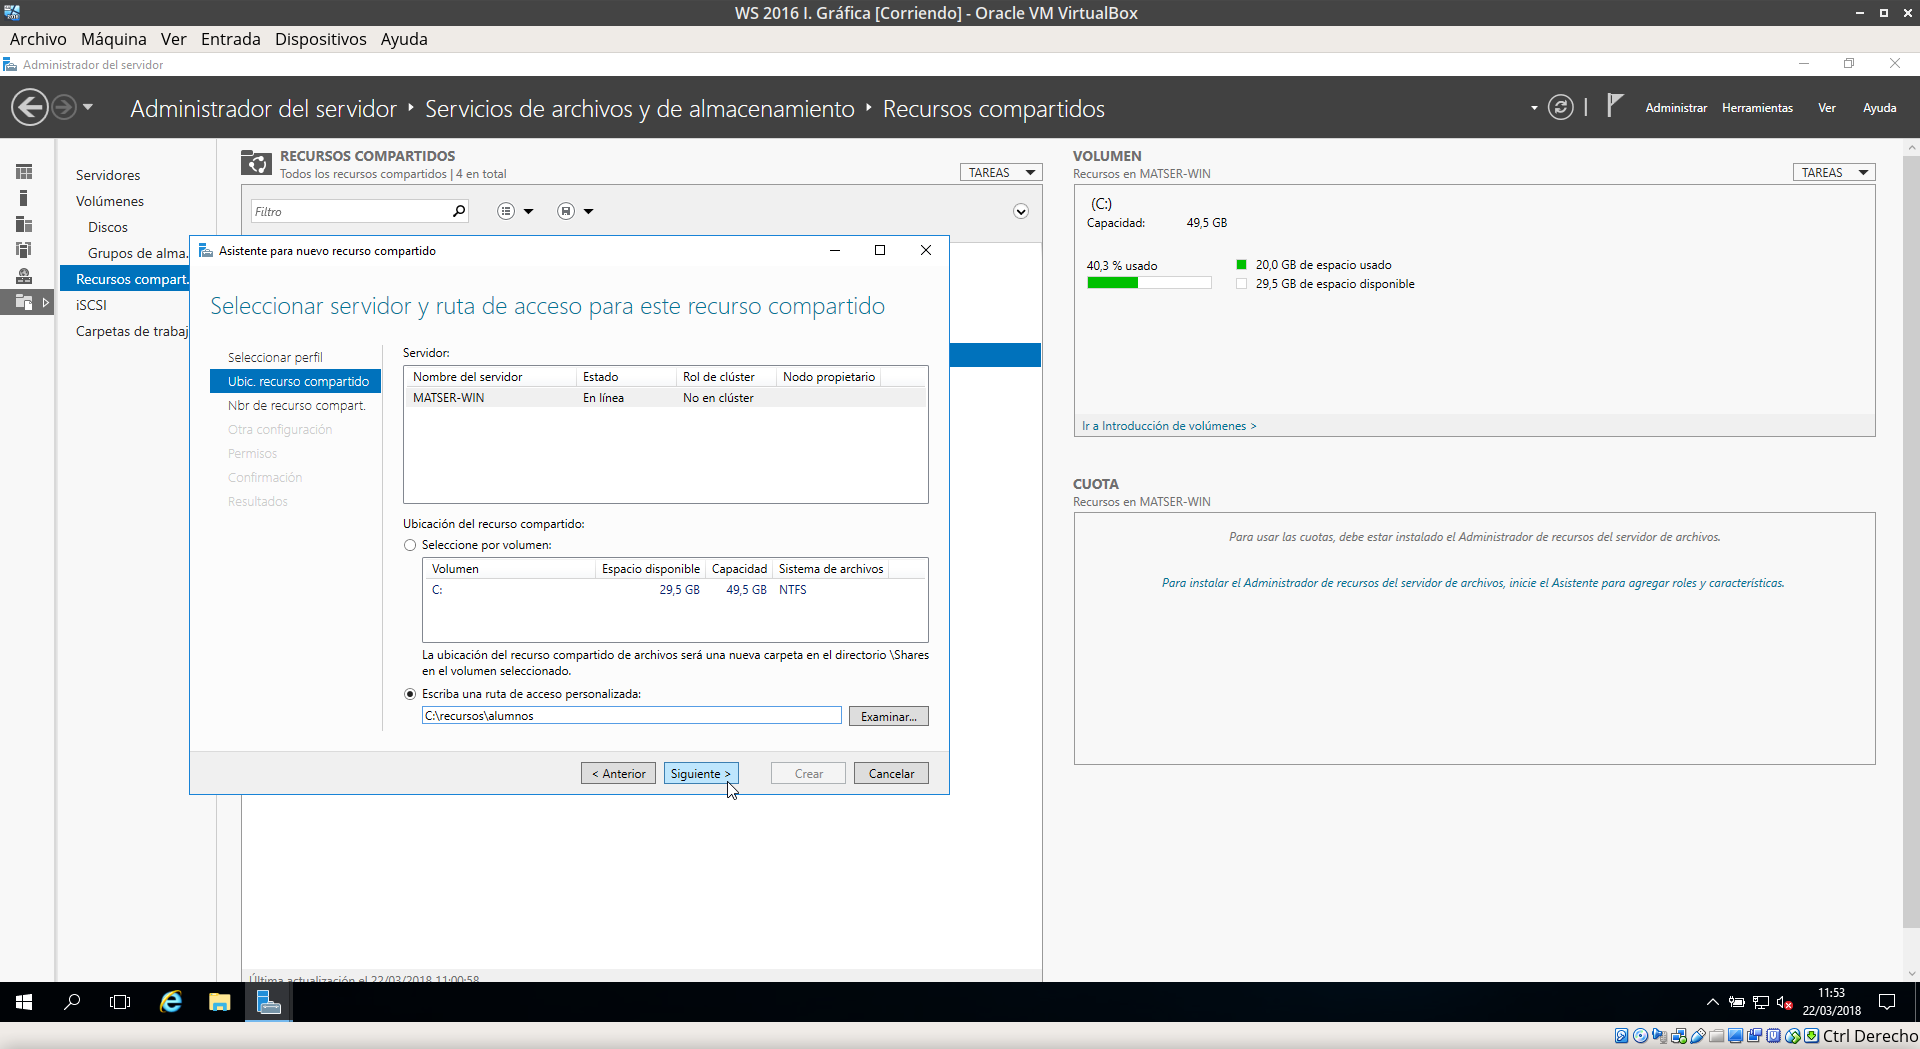 WS 2016 I. Gráfica [Corriendo] - Oracle VM VirtualBox
Archivo Máquina Ver Entrada Dispositivos Ayuda
Administrador del servidor
Administrador del servidor ‣ Servicios de archivos y de almacenamiento ‣ Recursos compartidos
Administrar Herramientas Ver Ayuda
Servidores
Volúmenes
Discos
Grupos de alma.
Recursos compart.
iSCSI
Carpetas de trabaj
RECURSOS COMPARTIDOS
Todos los recursos compartidos | 4 en total
TAREAS
Filtro
Asistente para nuevo recurso compartido
Seleccionar servidor y ruta de acceso para este recurso compartido
Seleccionar perfil
Ubic. recurso compartido
Nbr de recurso compart.
Otra configuración
Permisos
Confirmación
Resultados
Servidor:
Nombre del servidor Estado Rol de clúster Nodo propietario
MATSER-WIN En línea No en clúster
Ubicación del recurso compartido:
Seleccione por volumen:
Volumen Espacio disponible Capacidad Sistema de archivos
C: 29,5 GB 49,5 GB NTFS
La ubicación del recurso compartido de archivos será una nueva carpeta en el directorio \Shares
en el volumen seleccionado.
Escriba una ruta de acceso personalizada:
C:\recursos\alumnos
Examinar...
< Anterior Siguiente > Crear Cancelar
Última actualización el 22/03/2018 11:00:58
VOLUMEN
Recursos en MATSER-WIN
TAREAS
(C:)
Capacidad: 49,5 GB
40,3 % usado
20,0 GB de espacio usado
29,5 GB de espacio disponible
Ir a Introducción de volúmenes >
CUOTA
Recursos en MATSER-WIN
Para usar las cuotas, debe estar instalado el Administrador de recursos del servidor de archivos.
Para instalar el Administrador de recursos del servidor de archivos, inicie el Asistente para agregar roles y características.
11:53
22/03/2018
Ctrl Derecho